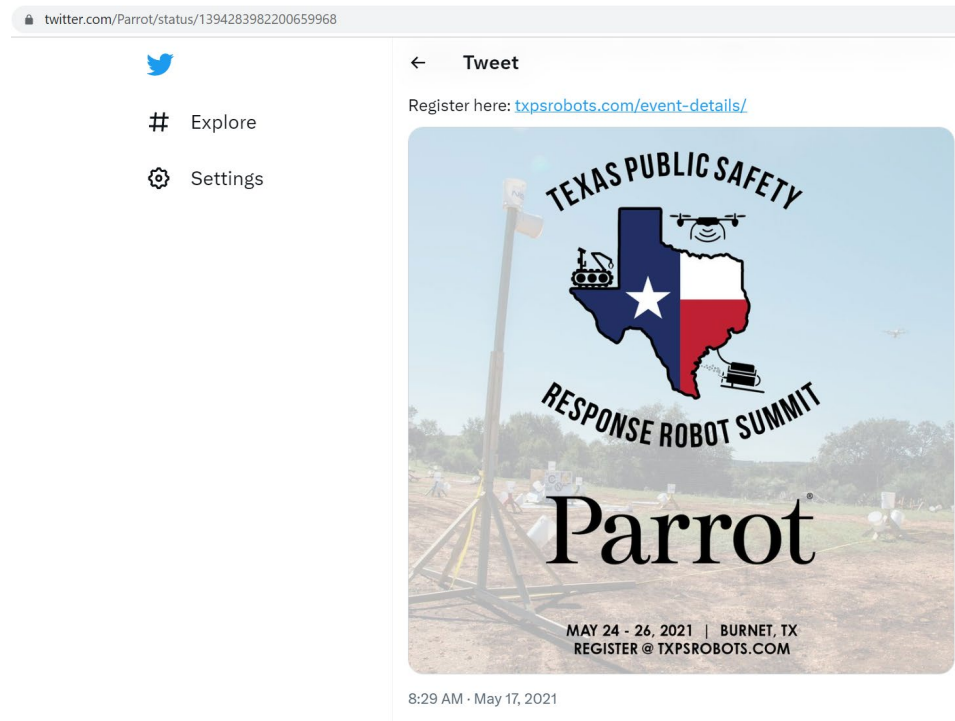 twitter.com/Parrot/status/1394283982200659968
Tweet
Explore
Settings
Register here: txpsrobots.com/event-details/
TEXAS PUBLIC SAFETY
RESPONSE ROBOT SUMMIT
Parrot®
MAY 24 - 26, 2021 | BURNET, TX
REGISTER @ TXPSROBOTS.COM
8:29 AM · May 17, 2021